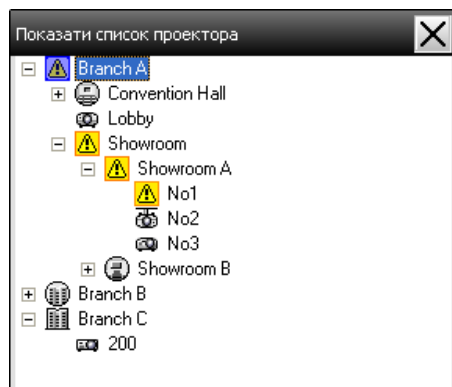 Показати список проектора
Branch A
Convention Hall
Lobby
Showroom
Showroom A
No1
No2
No3
Showroom B
Branch B
Branch C
200